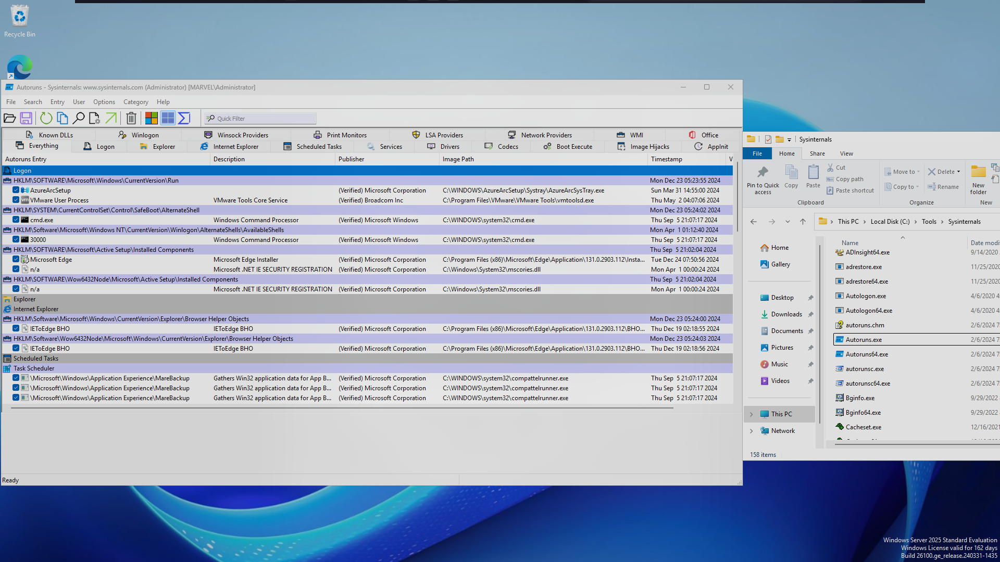 Recycle Bin
Autoruns - Sysinternals: www.sysinternals.com (Administrator) [MARVEL\Administrator]
File Search Entry User Options Category Help
Quick Filter
Known DLLs Winlogon Winsock Providers Print Monitors LSA Providers Network Providers WMI Office
Everything Logon Explorer Internet Explorer Scheduled Tasks Services Drivers Codecs Boot Execute Image Hijacks AppInit
Autoruns Entry Description Publisher Image Path Timestamp V
Logon
HKLM\SOFTWARE\Microsoft\Windows\CurrentVersion\Run Mon Dec 23 05:23:55 2024
AzureArcSetup (Verified) Microsoft Corporation C:\WINDOWS\AzureArcSetup\Systray\AzureArcSysTray.exe Sun Mar 31 14:55:00 2024
VMware User Process VMware Tools Core Service (Verified) Broadcom Inc C:\Program Files\VMware\VMware Tools\vmtoolsd.exe Thu May 2 04:07:06 2024
HKLM\SYSTEM\CurrentControlSet\Control\SafeBoot\AlternateShell Mon Dec 23 05:24:02 2024
cmd.exe Windows Command Processor (Verified) Microsoft Windows C:\WINDOWS\system32\cmd.exe Thu Sep 5 21:07:17 2024
HKLM\Software\Microsoft\Windows NT\CurrentVersion\Winlogon\AlternateShells\AvailableShells Mon Apr 1 01:12:40 2024
30000 Windows Command Processor (Verified) Microsoft Windows C:\WINDOWS\system32\cmd.exe Thu Sep 5 21:07:17 2024
HKLM\SOFTWARE\Microsoft\Active Setup\Installed Components Thu Sep 5 21:02:04 2024
Microsoft Edge Microsoft Edge Installer (Verified) Microsoft Corporation C:\Program Files (x86)\Microsoft\Edge\Application\131.0.2903.112\Insta... Tue Dec 24 07:50:56 2024
n/a Microsoft .NET IE SECURITY REGISTRATION (Verified) Microsoft Corporation C:\Windows\System32\mscories.dll Mon Apr 1 00:00:24 2024
HKLM\SOFTWARE\Wow6432Node\Microsoft\Active Setup\Installed Components Thu Sep 5 21:02:04 2024
n/a Microsoft .NET IE SECURITY REGISTRATION (Verified) Microsoft Corporation C:\Windows\System32\mscories.dll Mon Apr 1 00:00:24 2024
Explorer
Internet Explorer
HKLM\Software\Microsoft\Windows\CurrentVersion\Explorer\Browser Helper Objects Mon Dec 23 05:24:00 2024
IEToEdge BHO IEToEdge BHO (Verified) Microsoft Corporation C:\Program Files (x86)\Microsoft\Edge\Application\131.0.2903.112\BHO... Thu Dec 19 02:18:55 2024
HKLM\Software\Wow6432Node\Microsoft\Windows\CurrentVersion\Explorer\Browser Helper Objects Mon Dec 23 05:24:03 2024
IEToEdge BHO IEToEdge BHO (Verified) Microsoft Corporation C:\Program Files (x86)\Microsoft\Edge\Application\131.0.2903.112\BHO... Thu Dec 19 02:18:56 2024
Scheduled Tasks
Task Scheduler
\Microsoft\Windows\Application Experience\MareBackup Gathers Win32 application data for App B... (Verified) Microsoft Corporation C:\WINDOWS\system32\compattelrunner.exe Thu Sep 5 21:07:17 2024
\Microsoft\Windows\Application Experience\MareBackup Gathers Win32 application data for App B... (Verified) Microsoft Corporation C:\WINDOWS\system32\compattelrunner.exe Thu Sep 5 21:07:17 2024
\Microsoft\Windows\Application Experience\MareBackup Gathers Win32 application data for App B... (Verified) Microsoft Corporation C:\WINDOWS\system32\compattelrunner.exe Thu Sep 5 21:07:17 2024
Ready
Sysinternals
File Home Share View
Pin to Quick access Copy Paste Cut Copy path Paste shortcut
Move to Copy to Delete Rename New folder
Clipboard Organize New
This PC > Local Disk (C:) > Tools > Sysinternals
Home
Gallery
Desktop
Downloads
Documents
Pictures
Music
Videos
This PC
Network
Name Date modi
ADInsight64.exe 9/14/2020
adrestore.exe 11/25/2020
adrestore64.exe 11/25/2020
Autologon.exe 4/6/2020 4:
Autologon64.exe 4/6/2020 4:
autoruns.chm 2/6/2024 7:
Autoruns.exe 2/6/2024 7:
Autoruns64.exe 2/6/2024 7:
autorunsc.exe 2/6/2024 7:
autorunsc64.exe 2/6/2024 7:
Bginfo.exe 9/29/2022
Bginfo64.exe 9/29/2022
Cacheset.exe 12/16/2021
158 items
Windows Server 2025 Standard Evaluation
Windows License valid for 162 days
Build 26100.ge_release.240331-1435